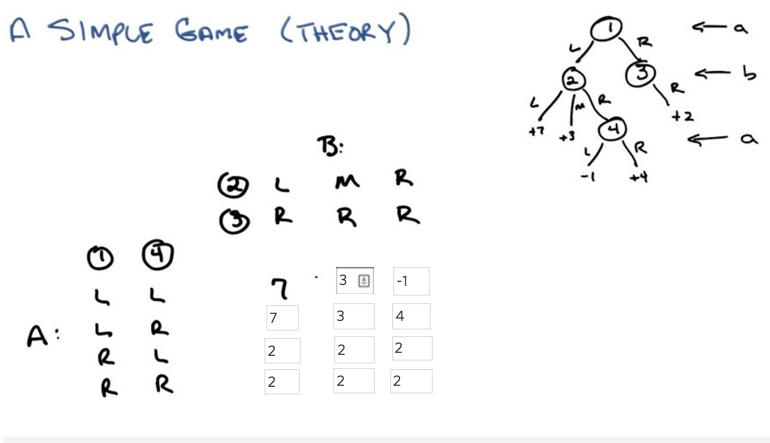 A SIMPLE GAME (THEORY)
1 ← a
L R
2 3 ← b
L M R R
+7 +3 4 +2 ← a
L R
-1 +4
B:
2 L M R
3 R R R
1 4
L L 7 3 -1
A: L R 7 3 4
R L 2 2 2
R R 2 2 2